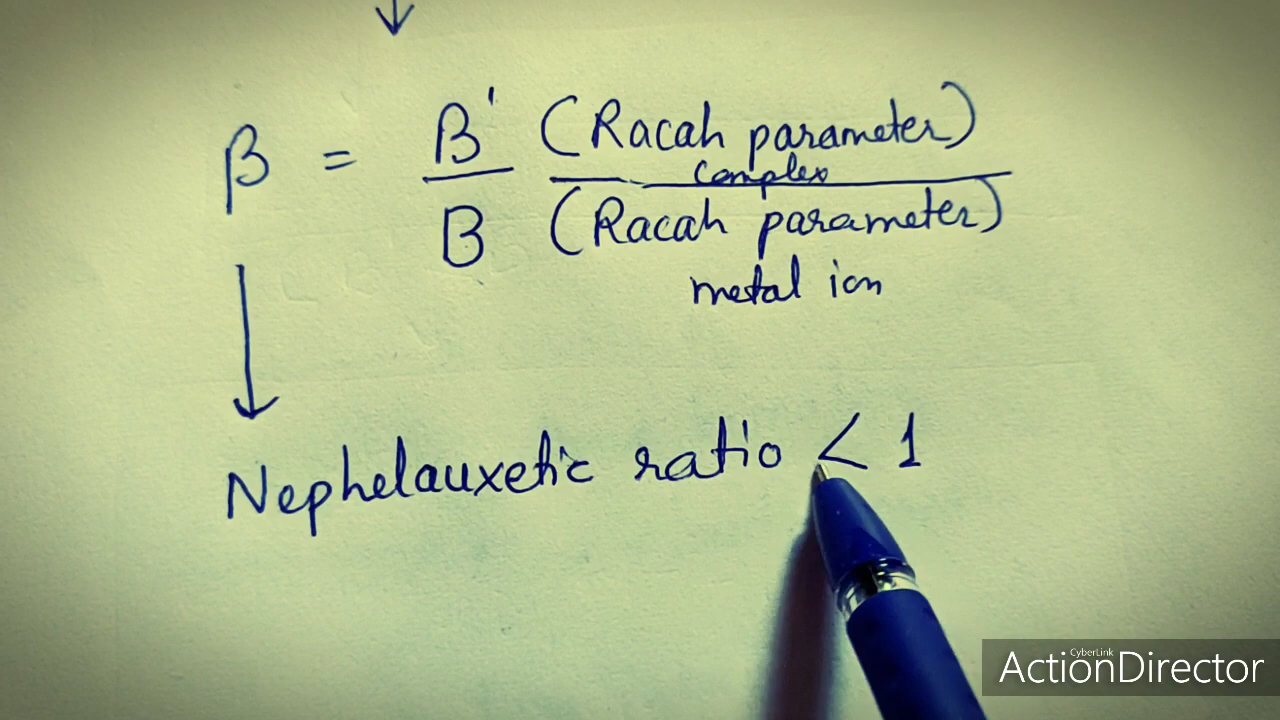 β = B' (Racah parameter)
complex
B (Racah parameter)
metal ion
Nephelauxetic ratio < 1
CyberLink
ActionDirector